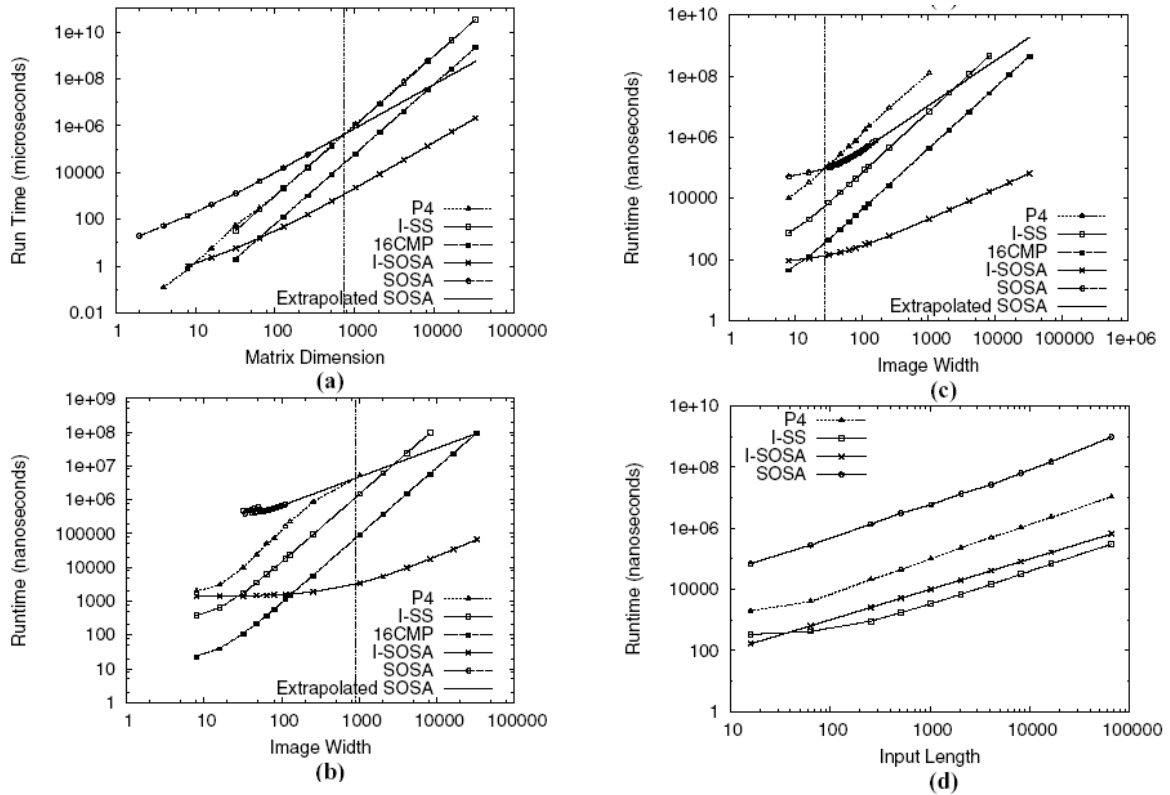 1e+10
1e+08
1e+06
10000
100
1
0.01
Run Time (microseconds)
P4
I-SS
16CMP
I-SOSA
SOSA
Extrapolated SOSA
1 10 100 1000 10000 100000
Matrix Dimension
(a)
1e+10
1e+08
1e+06
10000
100
1
Runtime (nanoseconds)
P4
I-SS
16CMP
I-SOSA
SOSA
Extrapolated SOSA
1 10 100 1000 10000 100000 1e+06
Image Width
(c)
1e+09
1e+08
1e+07
1e+06
100000
10000
1000
100
10
1
Runtime (nanoseconds)
P4
I-SS
16CMP
I-SOSA
SOSA
Extrapolated SOSA
1 10 100 1000 10000 100000
Image Width
(b)
1e+10
1e+08
1e+06
10000
100
1
Runtime (nanoseconds)
P4
I-SS
I-SOSA
SOSA
10 100 1000 10000 100000
Input Length
(d)